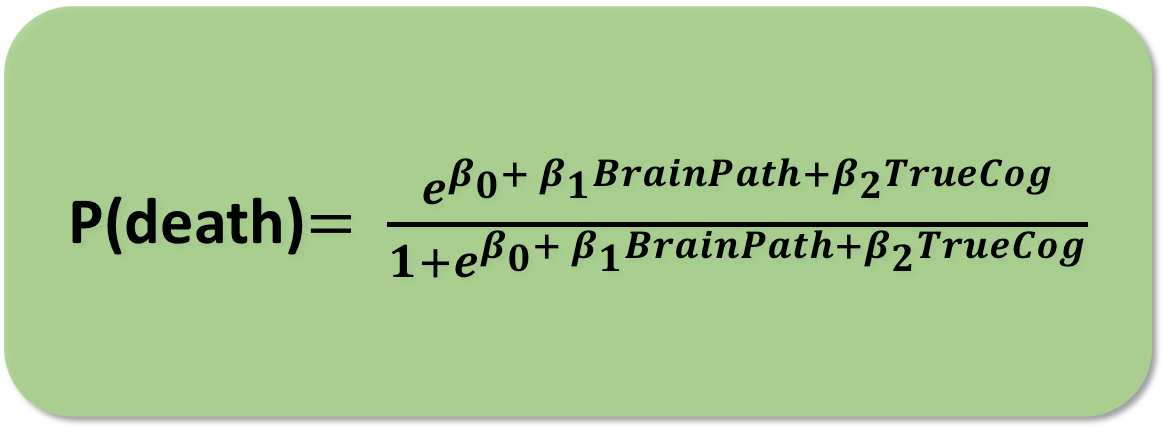 P(death)= e^{β₀+ β₁BrainPath+β₂TrueCog} / 1+e^{β₀+ β₁BrainPath+β₂TrueCog}